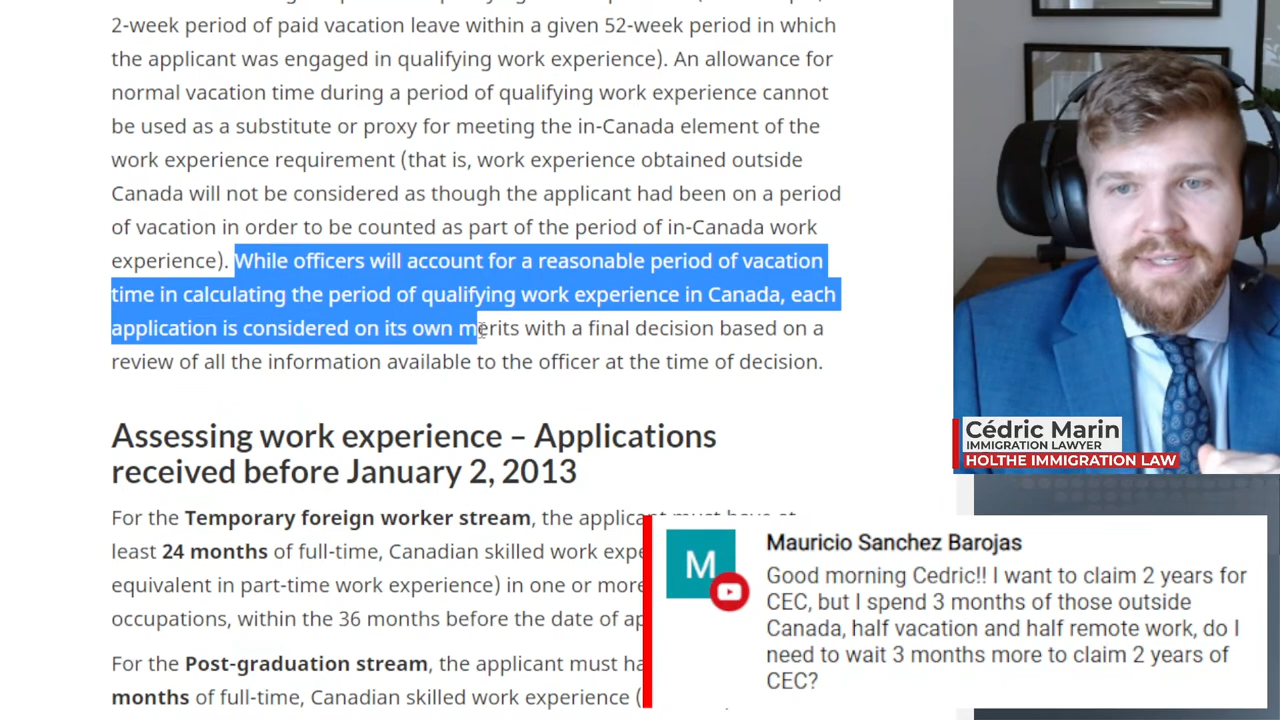 2-week period of paid vacation leave within a given 52-week period in which
the applicant was engaged in qualifying work experience). An allowance for
normal vacation time during a period of qualifying work experience cannot
be used as a substitute or proxy for meeting the in-Canada element of the
work experience requirement (that is, work experience obtained outside
Canada will not be considered as though the applicant had been on a period
of vacation in order to be counted as part of the period of in-Canada work
experience). While officers will account for a reasonable period of vacation
time in calculating the period of qualifying work experience in Canada, each
application is considered on its own merits with a final decision based on a
review of all the information available to the officer at the time of decision.
Assessing work experience – Applications
received before January 2, 2013
For the Temporary foreign worker stream, the applicant must have at
least 24 months of full-time, Canadian skilled work expe
equivalent in part-time work experience) in one or more
occupations, within the 36 months before the date of ap
For the Post-graduation stream, the applicant must ha
months of full-time, Canadian skilled work experience (
Cédric Marin
IMMIGRATION LAWYER
HOLTHE IMMIGRATION LAW
M
Mauricio Sanchez Barojas
Good morning Cedric!! I want to claim 2 years for
CEC, but I spend 3 months of those outside
Canada, half vacation and half remote work, do I
need to wait 3 months more to claim 2 years of
CEC?